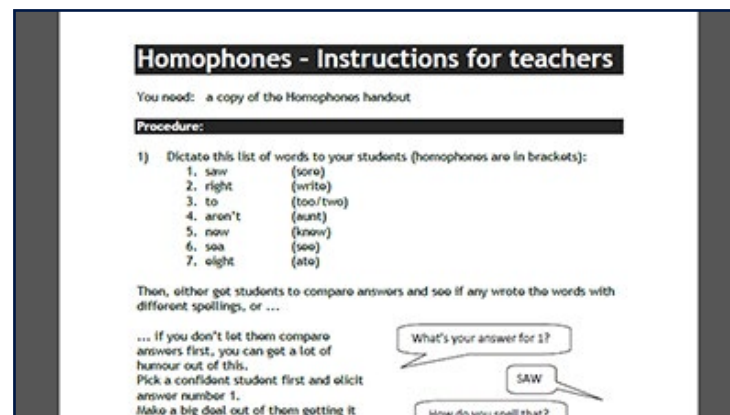 Homophones - Instructions for teachers
You need: a copy of the Homophones handout
Procedure:
1) Dictate this list of words to your students (homophones are in brackets):
1. saw (sore)
2. right (write)
3. to (too/two)
4. aren't (aunt)
5. new (knew)
6. sea (see)
7. eight (ate)
Then, either get students to compare answers and see if any wrote the words with
different spellings, or ...
... if you don't let them compare
answers first, you can get a lot of
humour out of this.
Pick a confident student first and elicit
answer number 1.
Make a big deal out of them getting it
What's your answer for 1?
SAW
How do you spell that?